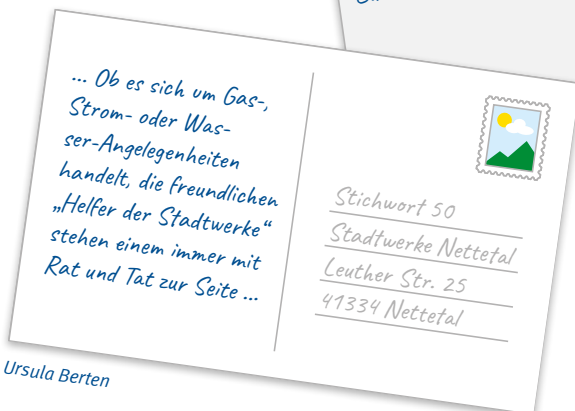 ... Ob es sich um Gas-,
Strom- oder Was-
ser-Angelegenheiten
handelt, die freundlichen
„Helfer der Stadtwerke“
stehen einem immer mit
Rat und Tat zur Seite ...
Stichwort 50
Stadtwerke Nettetal
Leuther Str. 25
41334 Nettetal
Ursula Berten